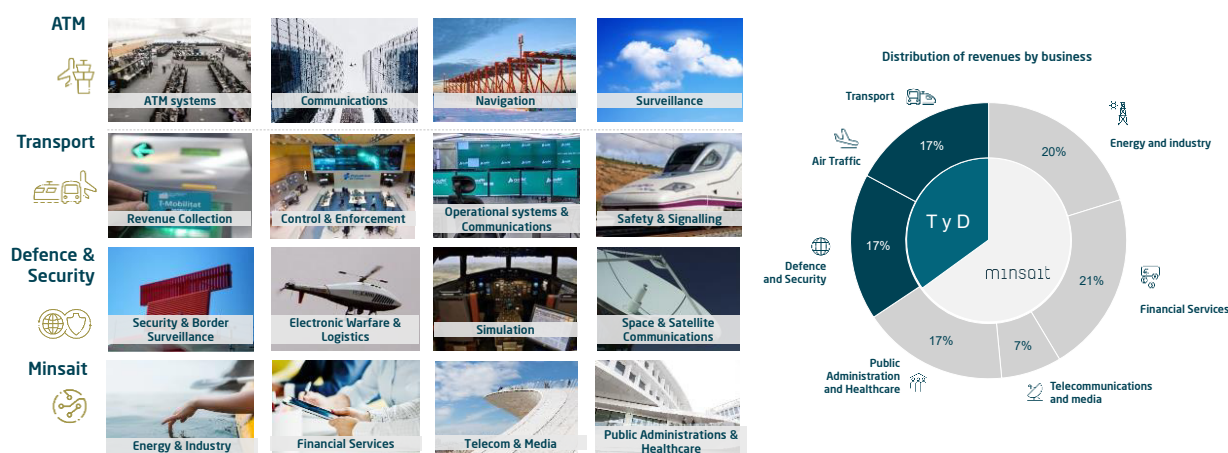 ATM
ATM systems
Communications
Navigation
Surveillance
Transport
T-Mobilitat
Revenue Collection
Control & Enforcement
Operational systems &
Communications
Safety & Signalling
Defence &
Security
Security & Border
Surveillance
Electronic Warfare &
Logistics
Simulation
Space & Satellite
Communications
Minsait
Energy & Industry
Financial Services
Telecom & Media
Public Administrations &
Healthcare
Distribution of revenues by business
Transport
Air Traffic
17%
20%
Energy and industry
T y D
minsait
17%
Defence
and Security
21%
Financial Services
17%
7%
Public
Administration
and Healthcare
Telecommunications
and media